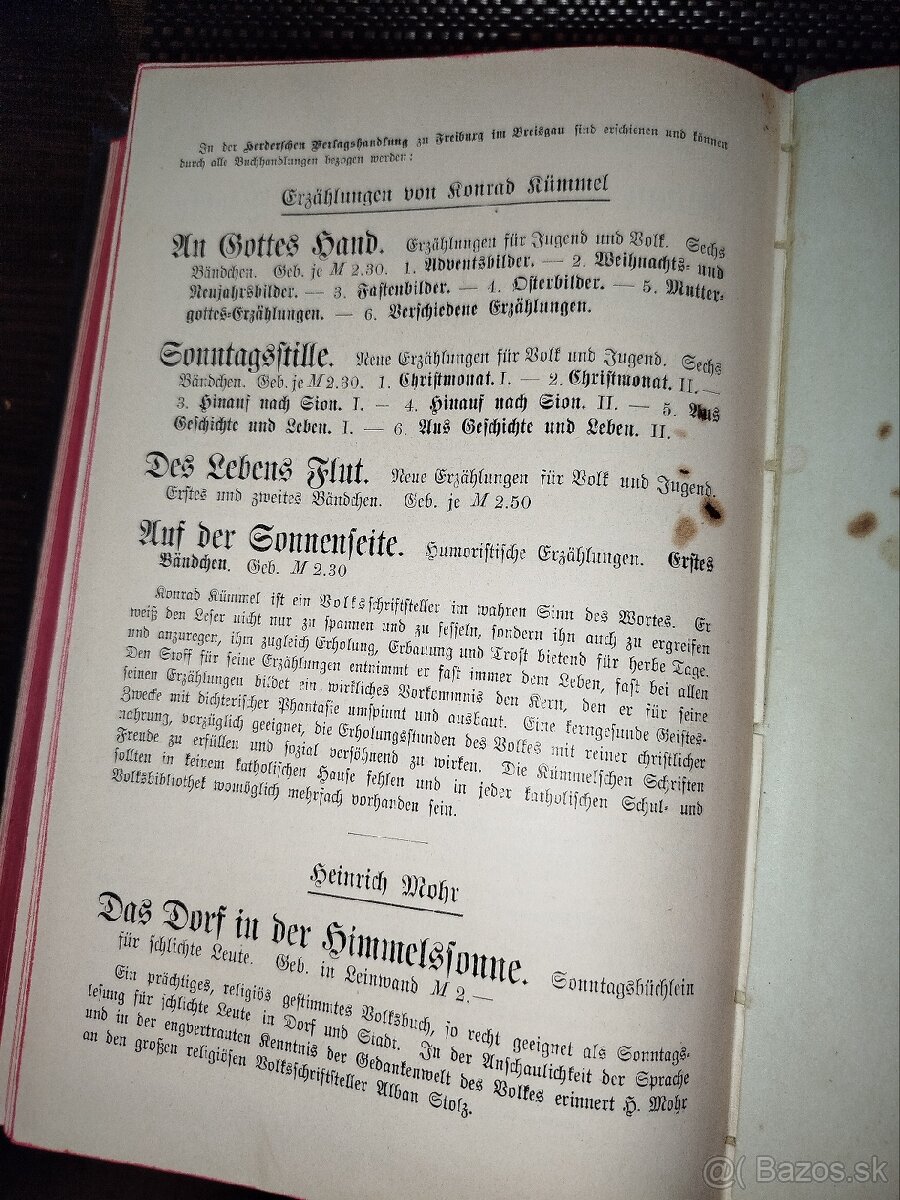 In der Herderschen Verlagshandlung zu Freiburg im Breisgau sind erschienen und können
durch alle Buchhandlungen bezogen werden:
Erzählungen von Konrad Kümmel
An Gottes Hand. Erzählungen für Jugend und Volk. Sechs
Bändchen. Geb. je M 2.30. 1. Adventsbilder. — 2. Weihnachts- und
Neujahrsbilder. — 3. Fastenbilder. — 4. Osterbilder. — 5. Mutter-
gottes-Erzählungen. — 6. Verschiedene Erzählungen.
Sonntagsstille. Neue Erzählungen für Volk und Jugend. Sechs
Bändchen. Geb. je M 2.30. 1. Christmonat. I. — 2. Christmonat. II. —
3. Hinauf nach Sion. I. — 4. Hinauf nach Sion. II. — 5. Aus
Geschichte und Leben. I. — 6. Aus Geschichte und Leben. II.
Des Lebens Flut. Neue Erzählungen für Volk und Jugend.
Erstes und zweites Bändchen. Geb. je M 2.50
Auf der Sonnenseite. Humoristische Erzählungen. Erstes
Bändchen. Geb. M 2.30
Konrad Kümmel ist ein Volksschriftsteller im wahren Sinn des Wortes. Er
weiß den Leser nicht nur zu spannen und zu fesseln, sondern ihn auch zu ergreifen
und anzuregen, ihm zugleich Erholung, Erbauung und Trost bietend für herbe Tage.
Den Stoff für seine Erzählungen entnimmt er fast immer dem Leben, fast bei allen
seinen Erzählungen bildet ein wirkliches Vorkommnis den Kern, den er für seine
Zwecke mit dichterischer Phantasie umspinnt und ausbaut. Eine kerngesunde Geistes-
nahrung, vorzüglich geeignet, die Erholungsstunden des Volkes mit reiner christlicher
Freude zu erfüllen und sozial versöhnend zu wirken. Die Kümmelschen Schriften
sollten in keinem katholischen Hause fehlen und in jeder katholischen Schul- und
Volksbibliothek womöglich mehrfach vorhanden sein.
Heinrich Mohr
Das Dorf in der Himmelssonne. Sonntagsbüchlein
für schlichte Leute. Geb. in Leinwand M 2.—
Ein prächtiges, religiös gestimmtes Volksbuch, so recht geeignet als Sonntags-
lesung für schlichte Leute in Dorf und Stadt. In der Anschaulichkeit der Sprache
und in der engvertrauten Kenntnis der Gedankenwelt des Volkes erinnert H. Mohr
an den großen religiösen Volksschriftsteller Alban Stolz.
Bazos.sk